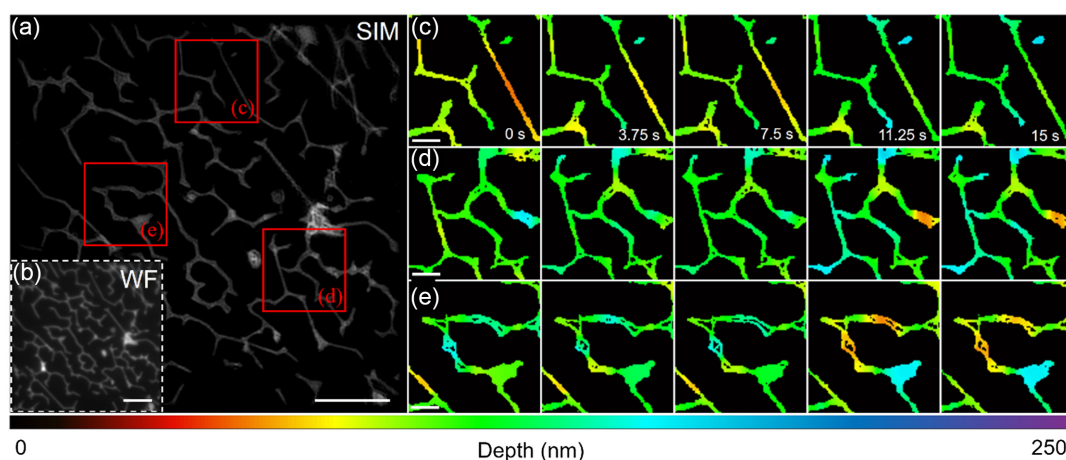 (a)
SIM
(c)
(e)
(d)
(b)
WF
(c)
0 s
3.75 s
7.5 s
11.25 s
15 s
(d)
(e)
0
Depth (nm)
250